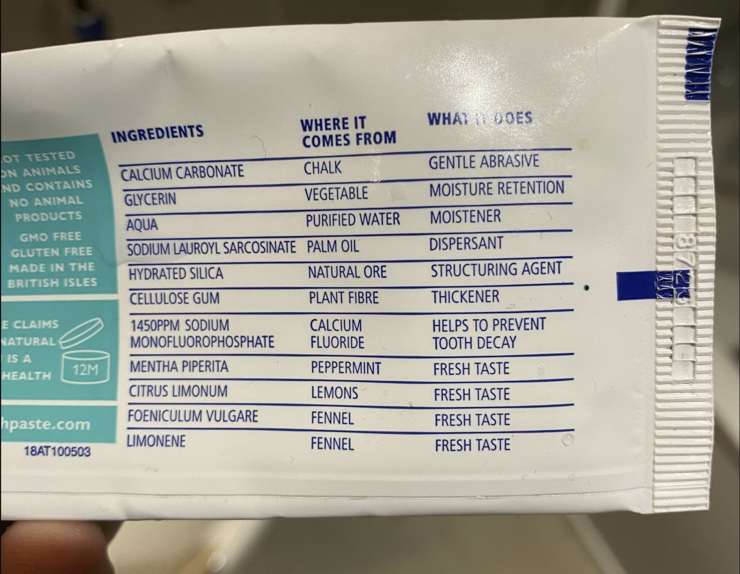 OT TESTED
ON ANIMALS
ND CONTAINS
NO ANIMAL
PRODUCTS
GMO FREE
GLUTEN FREE
MADE IN THE
BRITISH ISLES
E CLAIMS
NATURAL
IS A
HEALTH
12M
hpaste.com
18AT100503
INGREDIENTS WHERE IT COMES FROM WHAT IT DOES
CALCIUM CARBONATE CHALK GENTLE ABRASIVE
GLYCERIN VEGETABLE MOISTURE RETENTION
AQUA PURIFIED WATER MOISTENER
SODIUM LAUROYL SARCOSINATE PALM OIL DISPERSANT
HYDRATED SILICA NATURAL ORE STRUCTURING AGENT
CELLULOSE GUM PLANT FIBRE THICKENER
1450PPM SODIUM CALCIUM HELPS TO PREVENT
MONOFLUOROPHOSPHATE FLUORIDE TOOTH DECAY
MENTHA PIPERITA PEPPERMINT FRESH TASTE
CITRUS LIMONUM LEMONS FRESH TASTE
FOENICULUM VULGARE FENNEL FRESH TASTE
LIMONENE FENNEL FRESH TASTE